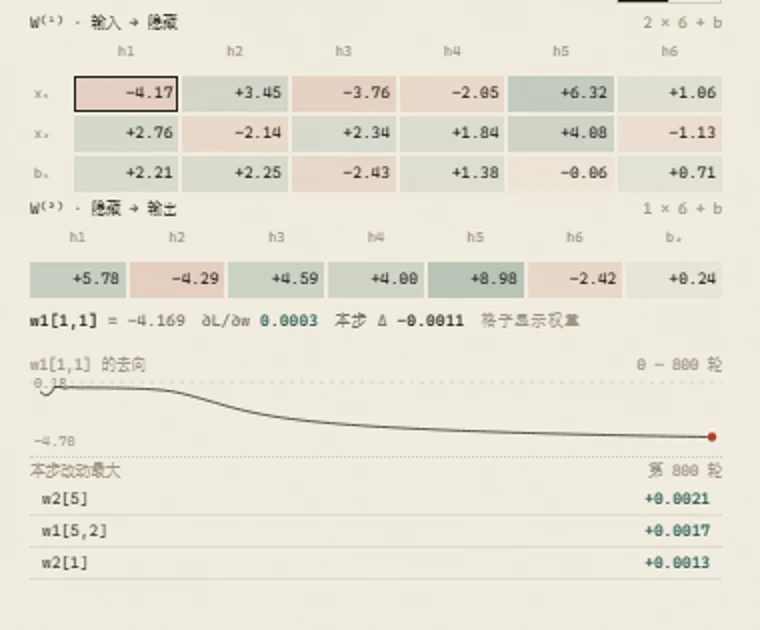 W⁽¹⁾ · 输入 → 隐藏 2 × 6 + b
h1 h2 h3 h4 h5 h6
x₁ -4.17 +3.45 -3.76 -2.05 +6.32 +1.06
x₂ +2.76 -2.14 +2.34 +1.84 +4.08 -1.13
+2.21 +2.25 -2.43 +1.38 -0.06 +0.71
W⁽²⁾ · 隐藏 → 输出 1 × 6 + b
h1 h2 h3 h4 h5 h6
+5.78 -4.29 +4.59 +4.00 +8.98 -2.42 +0.24
w1[1,1] = -4.169 ∂L/∂w 0.0003 本步 Δ -0.0011 格子显示权重
w1[1,1] 的去向 0 — 800 轮
0.18
-4.70
本步改动最大 第 800 轮
w2[5] +0.0021
w1[5,2] +0.0017
w2[1] +0.0013